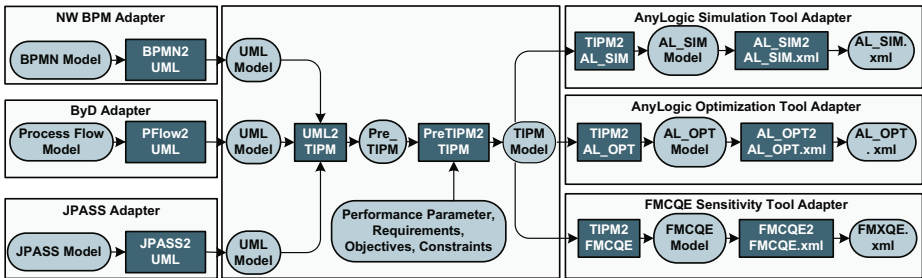 NW BPM Adapter
BPMN Model
BPMN2
UML
UML
Model
ByD Adapter
Process Flow
Model
PFlow2
UML
UML
Model
JPASS Adapter
JPASS Model
JPASS2
UML
UML
Model
UML2
TIPM
Pre_
TIPM
PreTIPM2
TIPM
TIPM
Model
Performance Parameter,
Requirements,
Objectives, Constraints
AnyLogic Simulation Tool Adapter
TIPM2
AL_SIM
AL_SIM
Model
AL_SIM2
AL_SIM.xml
AL_SIM.
xml
AnyLogic Optimization Tool Adapter
TIPM2
AL_OPT
AL_OPT
Model
AL_OPT2
AL_OPT.xml
AL_OPT
. xml
FMCQE Sensitivity Tool Adapter
TIPM2
FMCQE
FMCQE
Model
FMCQE2
FMCQE.xml
FMXQE.
xml